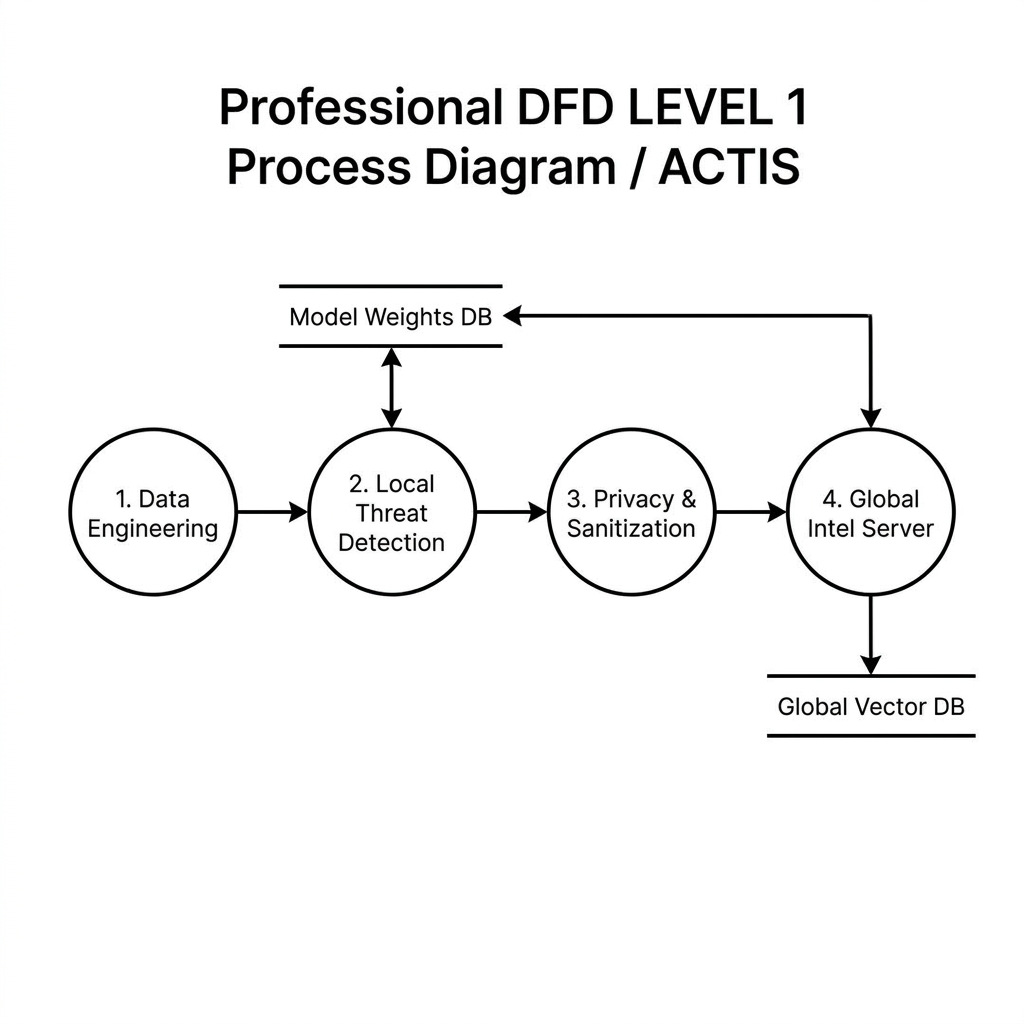 Professional DFD LEVEL 1
Process Diagram / ACTIS
Model Weights DB
1. Data
Engineering
2. Local
Threat
Detection
3. Privacy &
Sanitization
4. Global
Intel Server
Global Vector DB